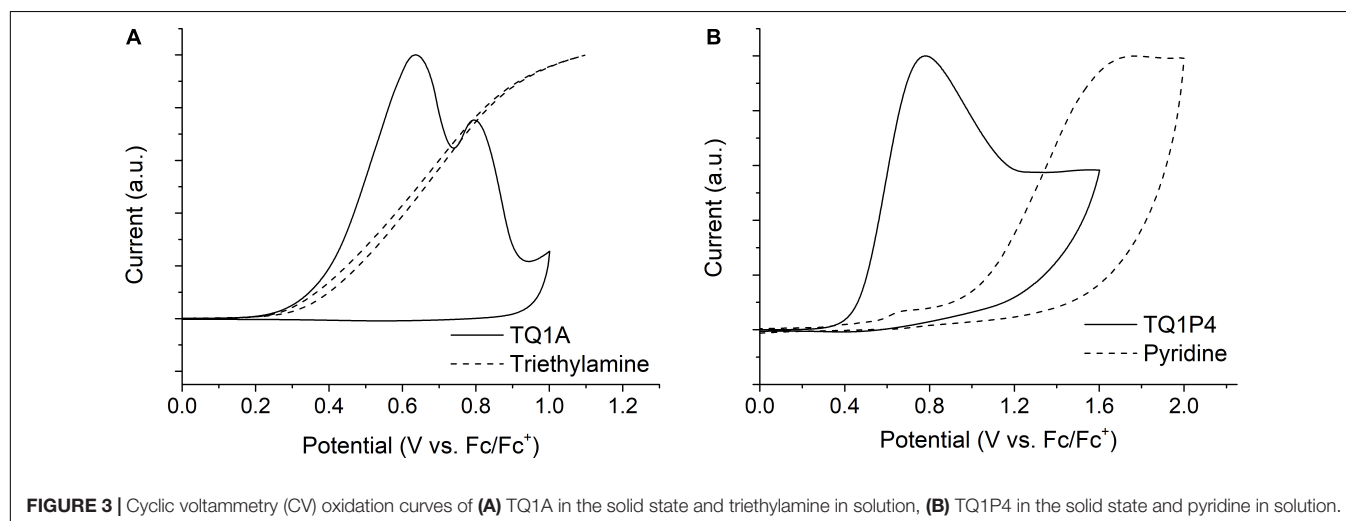 A
Current (a.u.)
TQ1A
Triethylamine
0.0 0.2 0.4 0.6 0.8 1.0 1.2
Potential (V vs. Fc/Fc⁺)
B
Current (a.u.)
TQ1P4
Pyridine
0.0 0.4 0.8 1.2 1.6 2.0
Potential (V vs. Fc/Fc⁺)
FIGURE 3 | Cyclic voltammetry (CV) oxidation curves of (A) TQ1A in the solid state and triethylamine in solution, (B) TQ1P4 in the solid state and pyridine in solution.